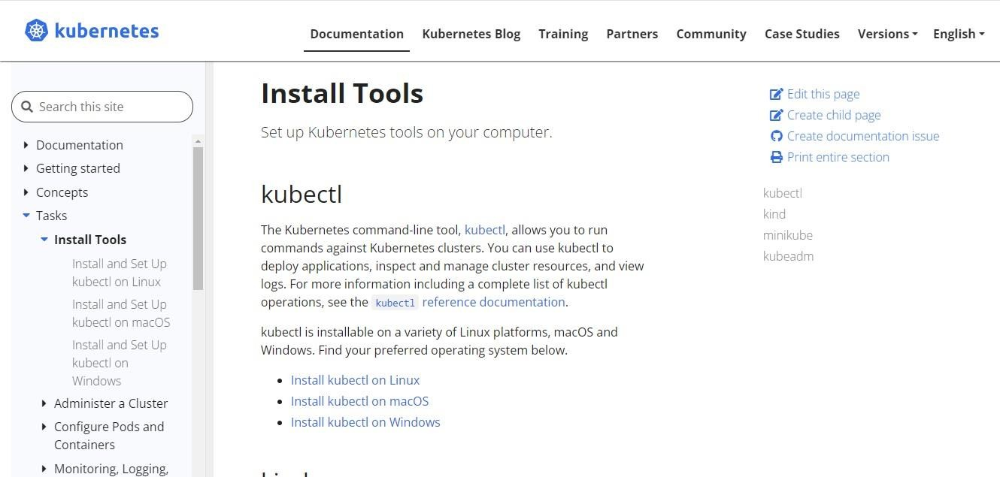 kubernetes
Documentation Kubernetes Blog Training Partners Community Case Studies Versions English
Search this site
Documentation
Getting started
Concepts
Tasks
Install Tools
Install and Set Up
kubectl on Linux
Install and Set Up
kubectl on macOS
Install and Set Up
kubectl on
Windows
Administer a Cluster
Configure Pods and
Containers
Monitoring, Logging,
Install Tools
Set up Kubernetes tools on your computer.
kubectl
The Kubernetes command-line tool, kubectl, allows you to run
commands against Kubernetes clusters. You can use kubectl to
deploy applications, inspect and manage cluster resources, and view
logs. For more information including a complete list of kubectl
operations, see the kubectl reference documentation.
kubectl is installable on a variety of Linux platforms, macOS and
Windows. Find your preferred operating system below.
Install kubectl on Linux
Install kubectl on macOS
Install kubectl on Windows
Edit this page
Create child page
Create documentation issue
Print entire section
kubectl
kind
minikube
kubeadm